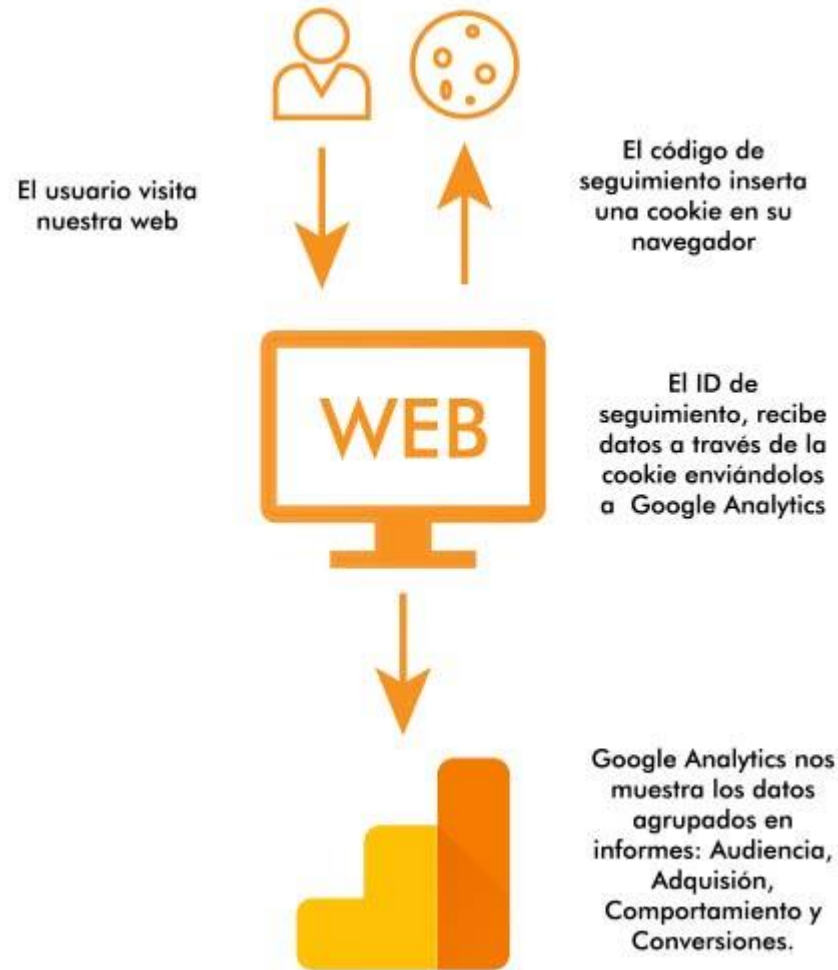 El usuario visita
nuestra web
El código de
seguimiento inserta
una cookie en su
navegador
WEB
El ID de
seguimiento, recibe
datos a través de la
cookie enviándolos
a Google Analytics
Google Analytics nos
muestra los datos
agrupados en
informes: Audiencia,
Adquisión,
Comportamiento y
Conversiones.